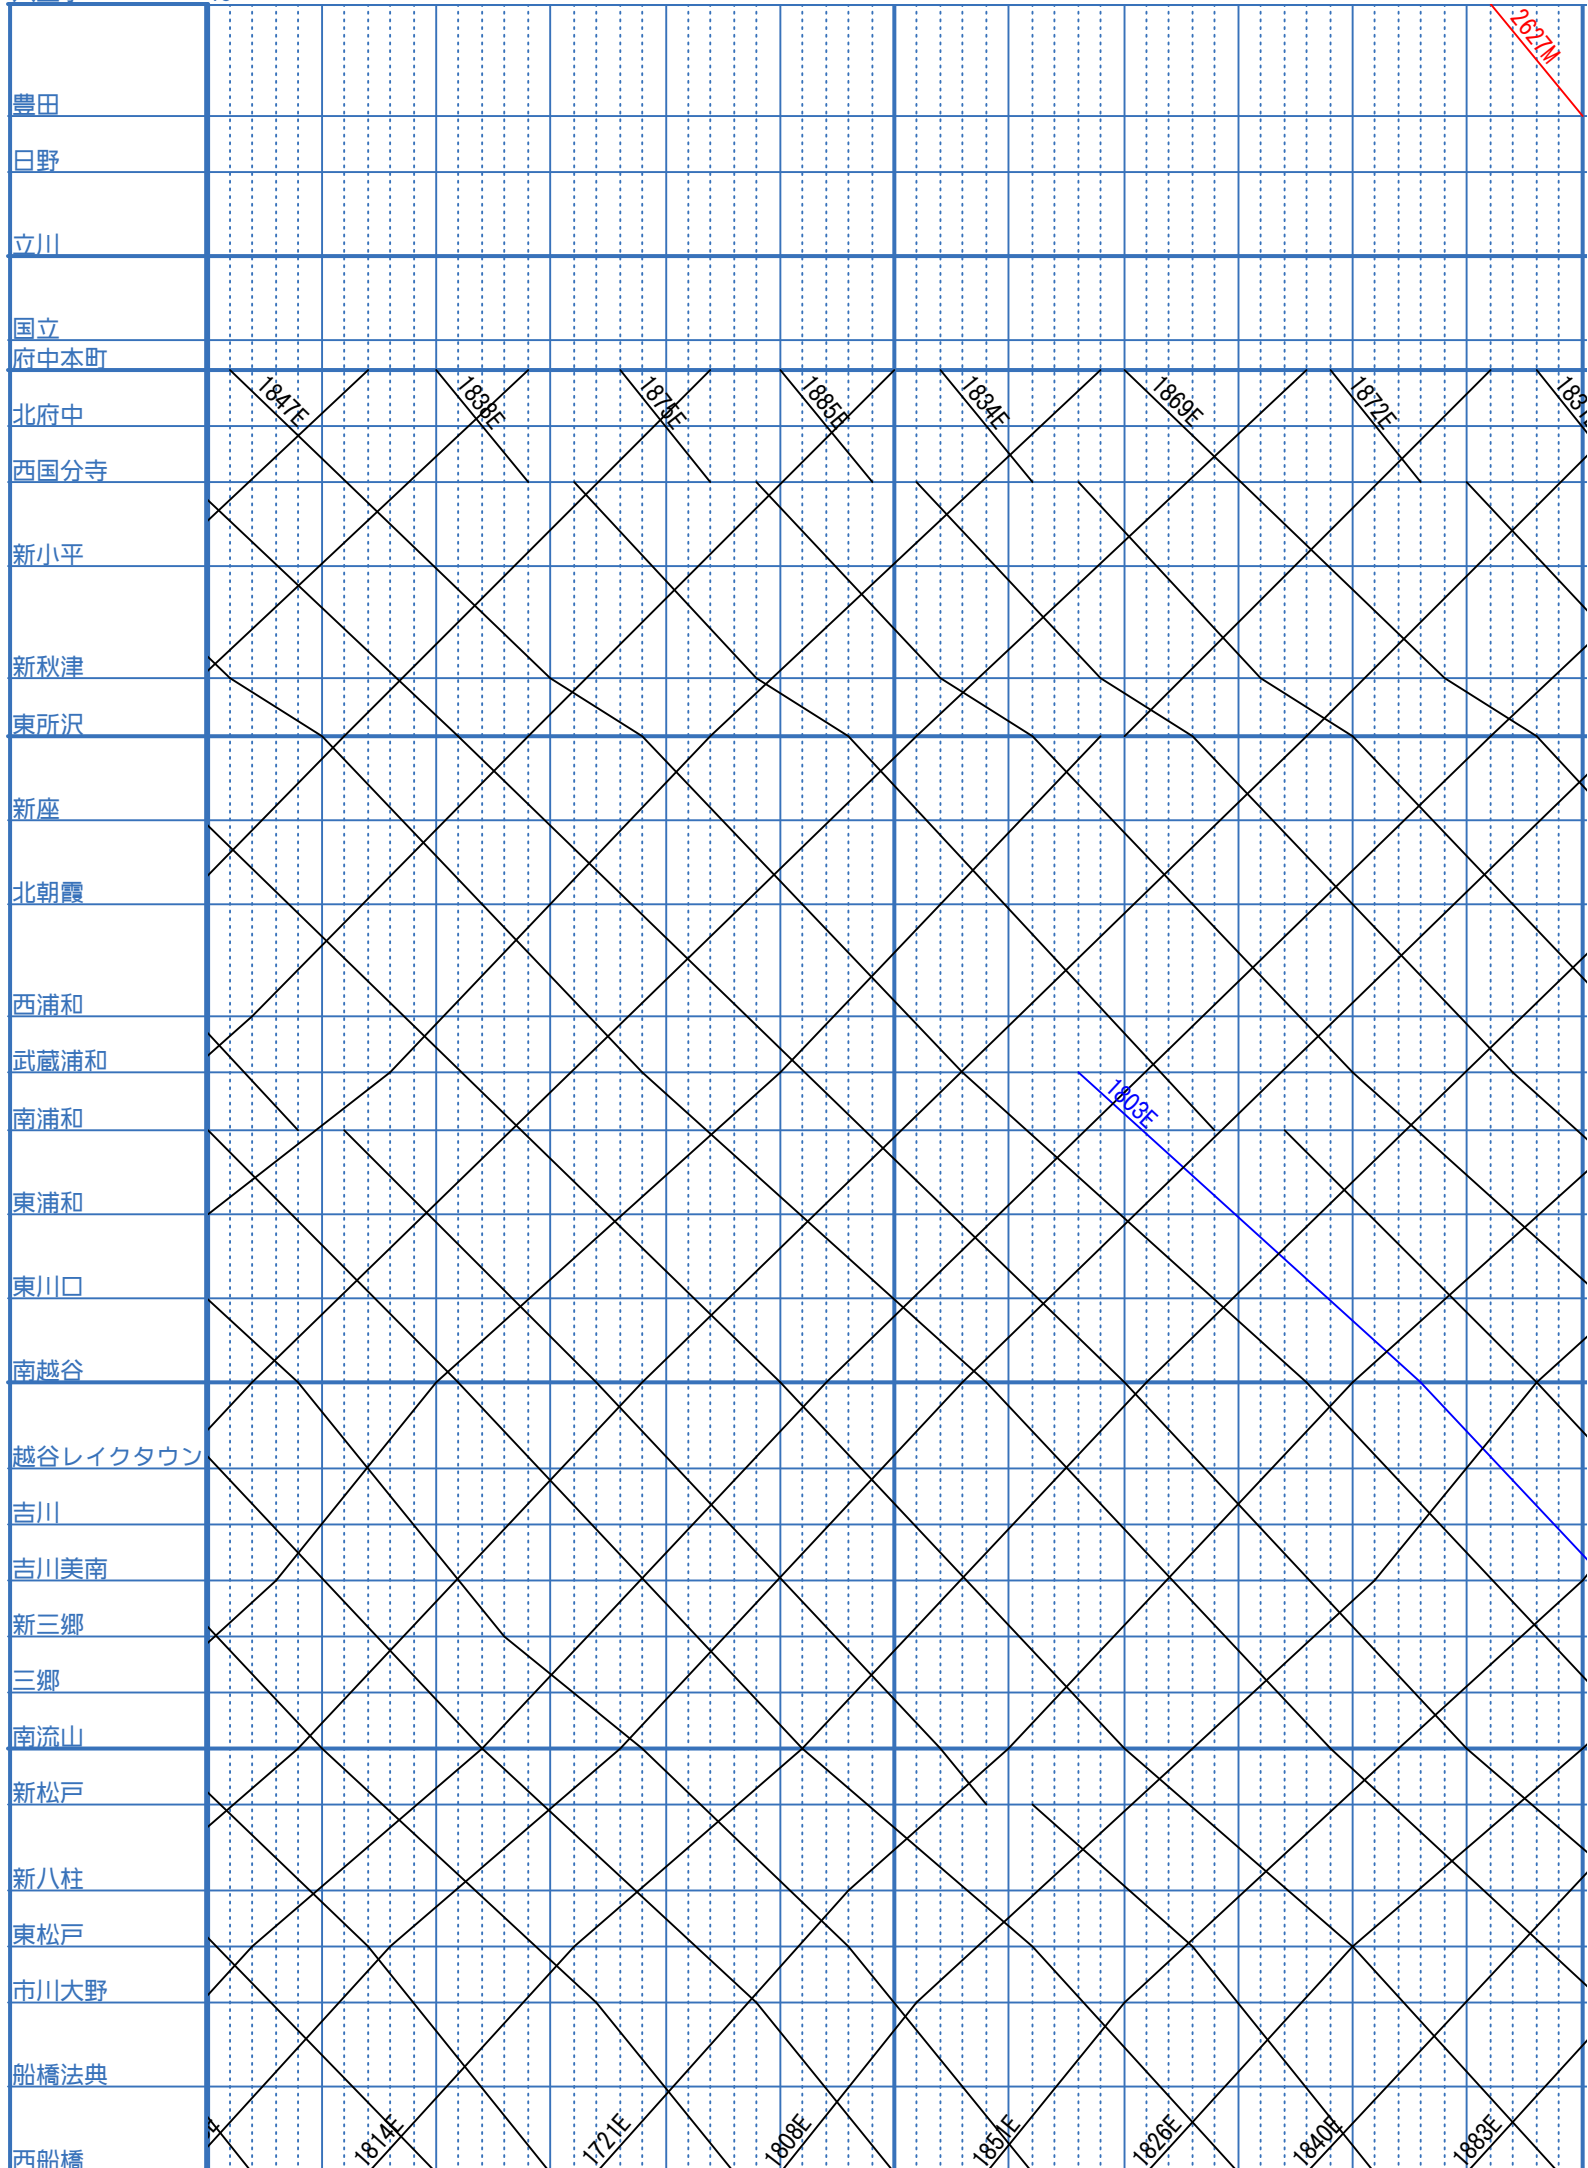 2627M
豊田
日野
立川
国立
府中本町
1847E
1838E
1875E
1885E
1834E
1869E
1872E
北府中
西国分寺
新小平
新秋津
東所沢
新座
北朝霞
西浦和
武蔵浦和
1803E
南浦和
東浦和
東川口
南越谷
越谷レイクタウン
吉川
吉川美南
新三郷
三郷
南流山
新松戸
新八柱
東松戸
市川大野
船橋法典
1814E
1721E
1808E
1851E
1826E
1840E
1883E
西船橋